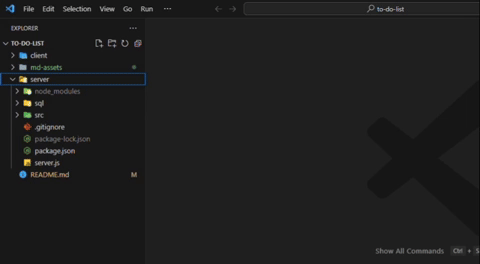 File Edit Selection View Go Run ...
to-do-list
EXPLORER ...
TO-DO-LIST
client
md-assets
server
node_modules
sql
src
.gitignore
package-lock.json
package.json
server.js
README.md M
Show All Commands Ctrl + S